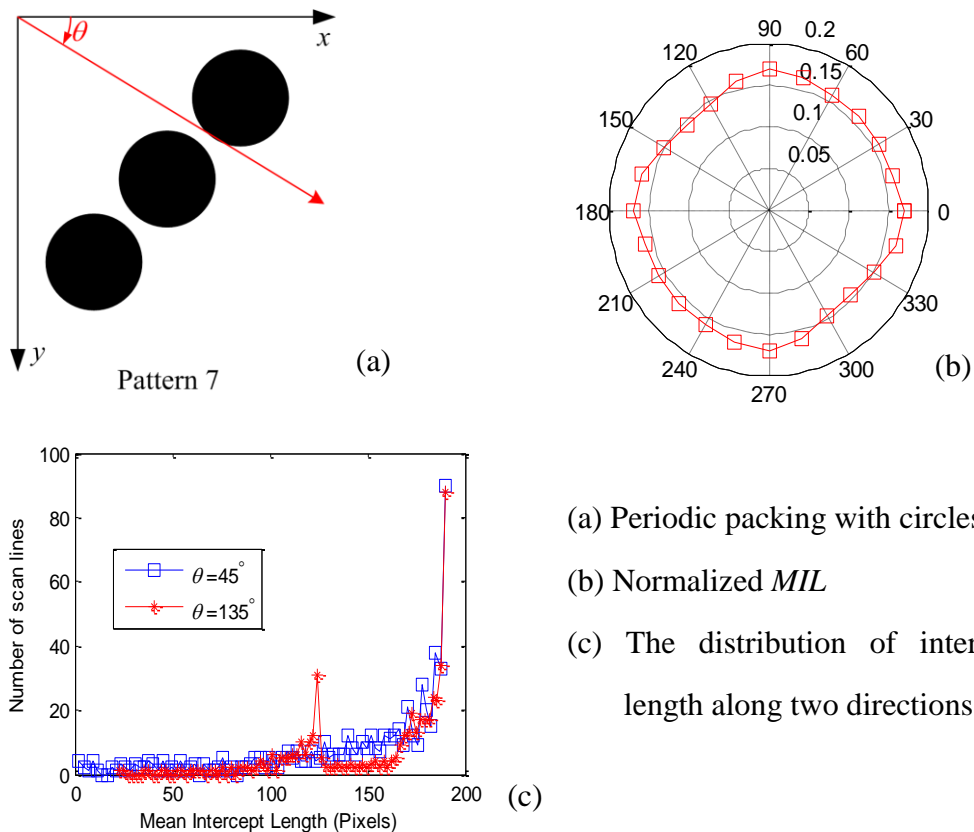 θ
x
y
(a)
Pattern 7
90
0.2
120
60
0.15
0.1
150
30
0.05
180
0
210
330
240
300
270
(b)
100
80
60
40
20
0
Number of scan lines
θ=45°
θ=135°
0
50
100
150
200
Mean Intercept Length (Pixels)
(c)
(a) Periodic packing with circles
(b) Normalized MIL
(c) The distribution of inter
length along two directions